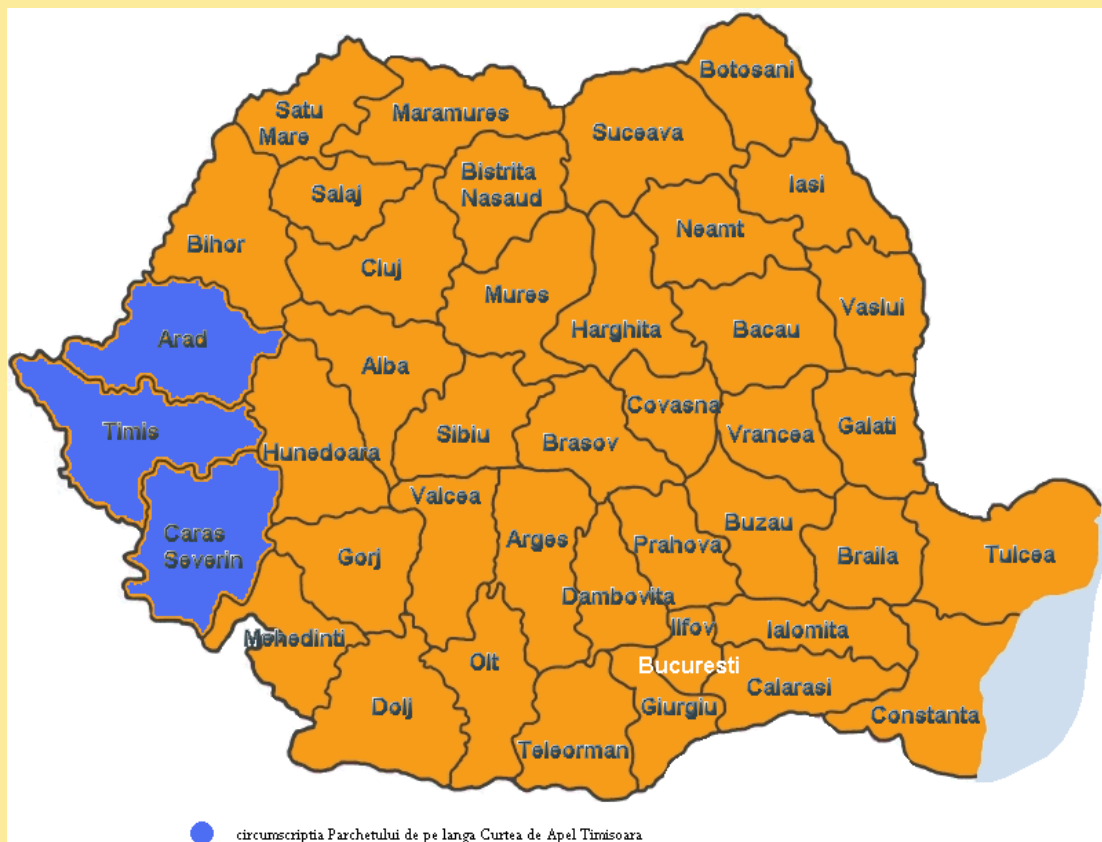 Botosani
Satu
Mare
Maramures
Suceava
Bistrita
Nasaud
Iasi
Salaj
Neamt
Bihor
Cluj
Mures
Vaslui
Harghita
Bacau
Arad
Alba
Covasna
Timis
Sibiu
Brasov
Vrancea
Galati
Hunedoara
Valcea
Caras
Severin
Gorj
Arges
Prahova
Buzau
Braila
Tulcea
Dambovita
Mehedinti
Ilfov
Ialomita
Olt
Bucuresti
Calarasi
Dolj
Giurgiu
Constanta
Teleorman
circumscriptia Parchetului de pe langa Curtea de Apel Timisoara